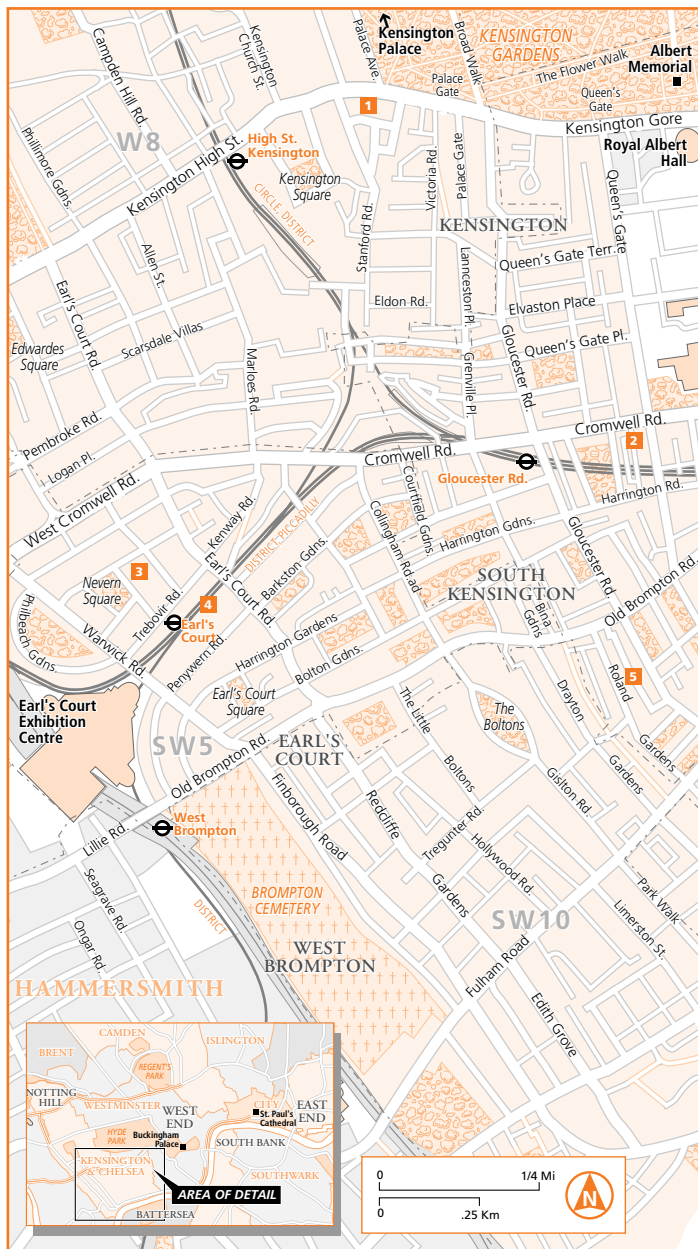 Kensington
Palace
KENSINGTON
GARDENS
Albert
Memorial
Campden Hill Rd.
Kensington
Church St.
Palace Ave.
Broad Walk
The Flower Walk
Palace
Gate
Queen's
Gate
1
Kensington Gore
W8
High St.
Kensington
Kensington High St.
Royal Albert
Hall
Phillimore Gdns.
Kensington
Square
CIRCLE, DISTRICT
Stanford Rd.
Victoria Rd.
Palace Gate
KENSINGTON
Queen's Gate
Allen St.
Queen's Gate Terr.
Earl's Court Rd.
Eldon Rd.
Lannceston Pl.
Elvaston Place
Edwardes
Square
Scarsdale Villas
Marloes Rd.
Gloucester Rd.
Queen's Gate Pl.
Grenville Pl.
Pembroke Rd.
Logan Pl.
Cromwell Rd.
Cromwell Rd.
2
Gloucester Rd.
West Cromwell Rd.
Courtfield Gdns.
Collingham Rd.ad
Harrington Rd.
Kenway Rd.
DISTRICT-PICCADILLY
Harrington Gdns.
Gloucester Rd.
3
Nevern
Square
Earl's Court Rd.
Barkston Gdns.
SOUTH
KENSINGTON
Old Brompton Rd.
4
Trebovir Rd.
Earl's
Court
Bina
Gdns
Philbeach Gdns.
Warwick Rd
Penywern Rd.
Harrington Gardens
Bolton Gdns.
Roland
5
Gardens
Drayton
Gardens
Earl's Court
Square
Earl's Court
Exhibition
Centre
The Little
Boltons
The
Boltons
SW5
EARL'S
COURT
Old Brompton Rd.
Gislton Rd.
West
Brompton
Lillie Rd.
Finborough Road
Redcliffe
Gardens
Tregunter Rd.
Hollywood Rd.
Seagrave Rd.
Ongar Rd.
DISTRICT
BROMPTON
CEMETERY
Park Walk
Limerston St.
SW10
WEST
BROMPTON
Fulham Road
HAMMERSMITH
Edith Grove
CAMDEN
ISLINGTON
BRENT
REGENT'S
PARK
NOTTING
HILL
WESTMINSTER
WEST
END
CITY
St. Paul's
Cathedral
EAST
END
HYDE
PARK
Buckingham
Palace
SOUTH BANK
KENSINGTON
& CHELSEA
SOUTHWARK
AREA OF DETAIL
BATTERSEA
0 1/4 Mi
0 .25 Km
N